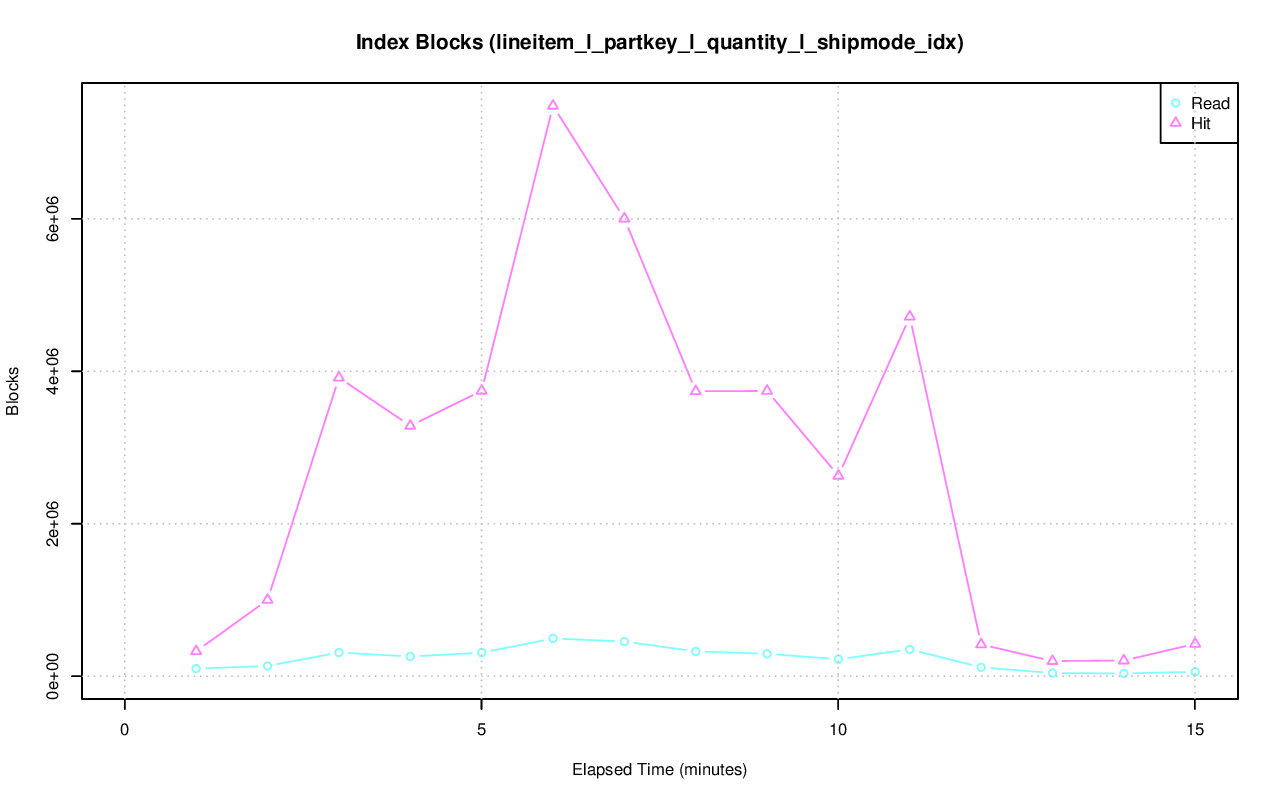 Index Blocks (lineitem_l_partkey_l_quantity_l_shipmode_idx)
Read
Hit
Blocks
6e+06
4e+06
2e+06
0e+00
0 5 10 15
Elapsed Time (minutes)